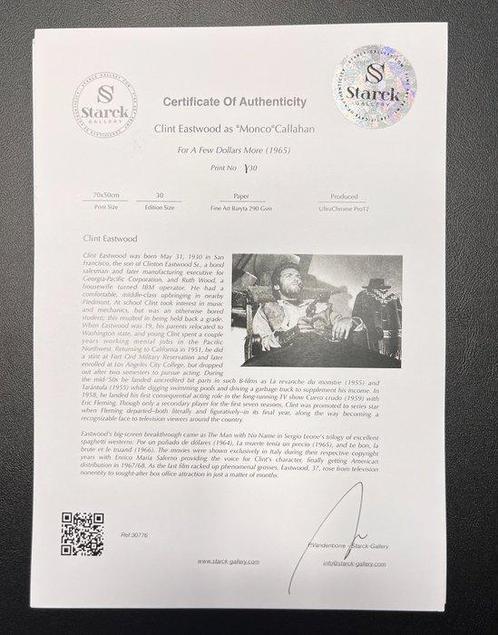 Starck
GALLERY
Starck
GALLERY
Certificate Of Authenticity
Clint Eastwood as "Monco"Callahan
For A Few Dollars More (1965)
Print No 1/30
70x50cm 30 Paper Produced
Print Size Edition Size Fine Art Baryta 290 Gsm UltraChrome Pro12
Clint Eastwood
Clint Eastwood was born May 31, 1930 in San
Francisco, the son of Clinton Eastwood Sr., a bond
salesman and later manufacturing executive for
Georgia-Pacific Corporation, and Ruth Wood, a
housewife turned IBM operator. He had a
comfortable, middle-class upbringing in nearby
Piedmont. At school Clint took interest in music
and mechanics, but was an otherwise bored
student; this resulted in being held back a grade.
When Eastwood was 19, his parents relocated to
Washington state, and young Clint spent a couple
years working menial jobs in the Pacific
Northwest. Returning to California in 1951, he did
a stint at Fort Ord Military Reservation and later
enrolled at Los Angeles City College, but dropped
out after two semesters to pursue acting. During
the mid-'50s he landed uncredited bit parts in such B-films as La revanche du monstre (1955) and
Tarántula (1955) while digging swimming pools and driving a garbage truck to supplement his income. In
1958, he landed his first consequential acting role in the long-running TV show Cuero crudo (1959) with
Eric Fleming. Though only a secondary player for the first seven seasons, Clint was promoted to series star
when Fleming departed--both literally and figuratively--in its final year, along the way becoming a
recognizable face to television viewers around the country.
Eastwood's big-screen breakthrough came as The Man with No Name in Sergio Leone's trilogy of excellent
spaghetti westerns: Por un puñado de dólares (1964), La muerte tenía un precio (1965), and Le bon, la
brute et le truand (1966). The movies were shown exclusively in Italy during their respective copyright
years with Enrico Maria Salerno providing the voice for Clint's character, finally getting American
distribution in 1967/68. As the last film racked up phenomenal grosses, Eastwood, 37, rose from television
nonentity to sought-after box office attraction in just a matter of months.
Ref:30776
Vandenborre - Starck-Gallery
www.starck-gallery.com info@starck-gallery.com